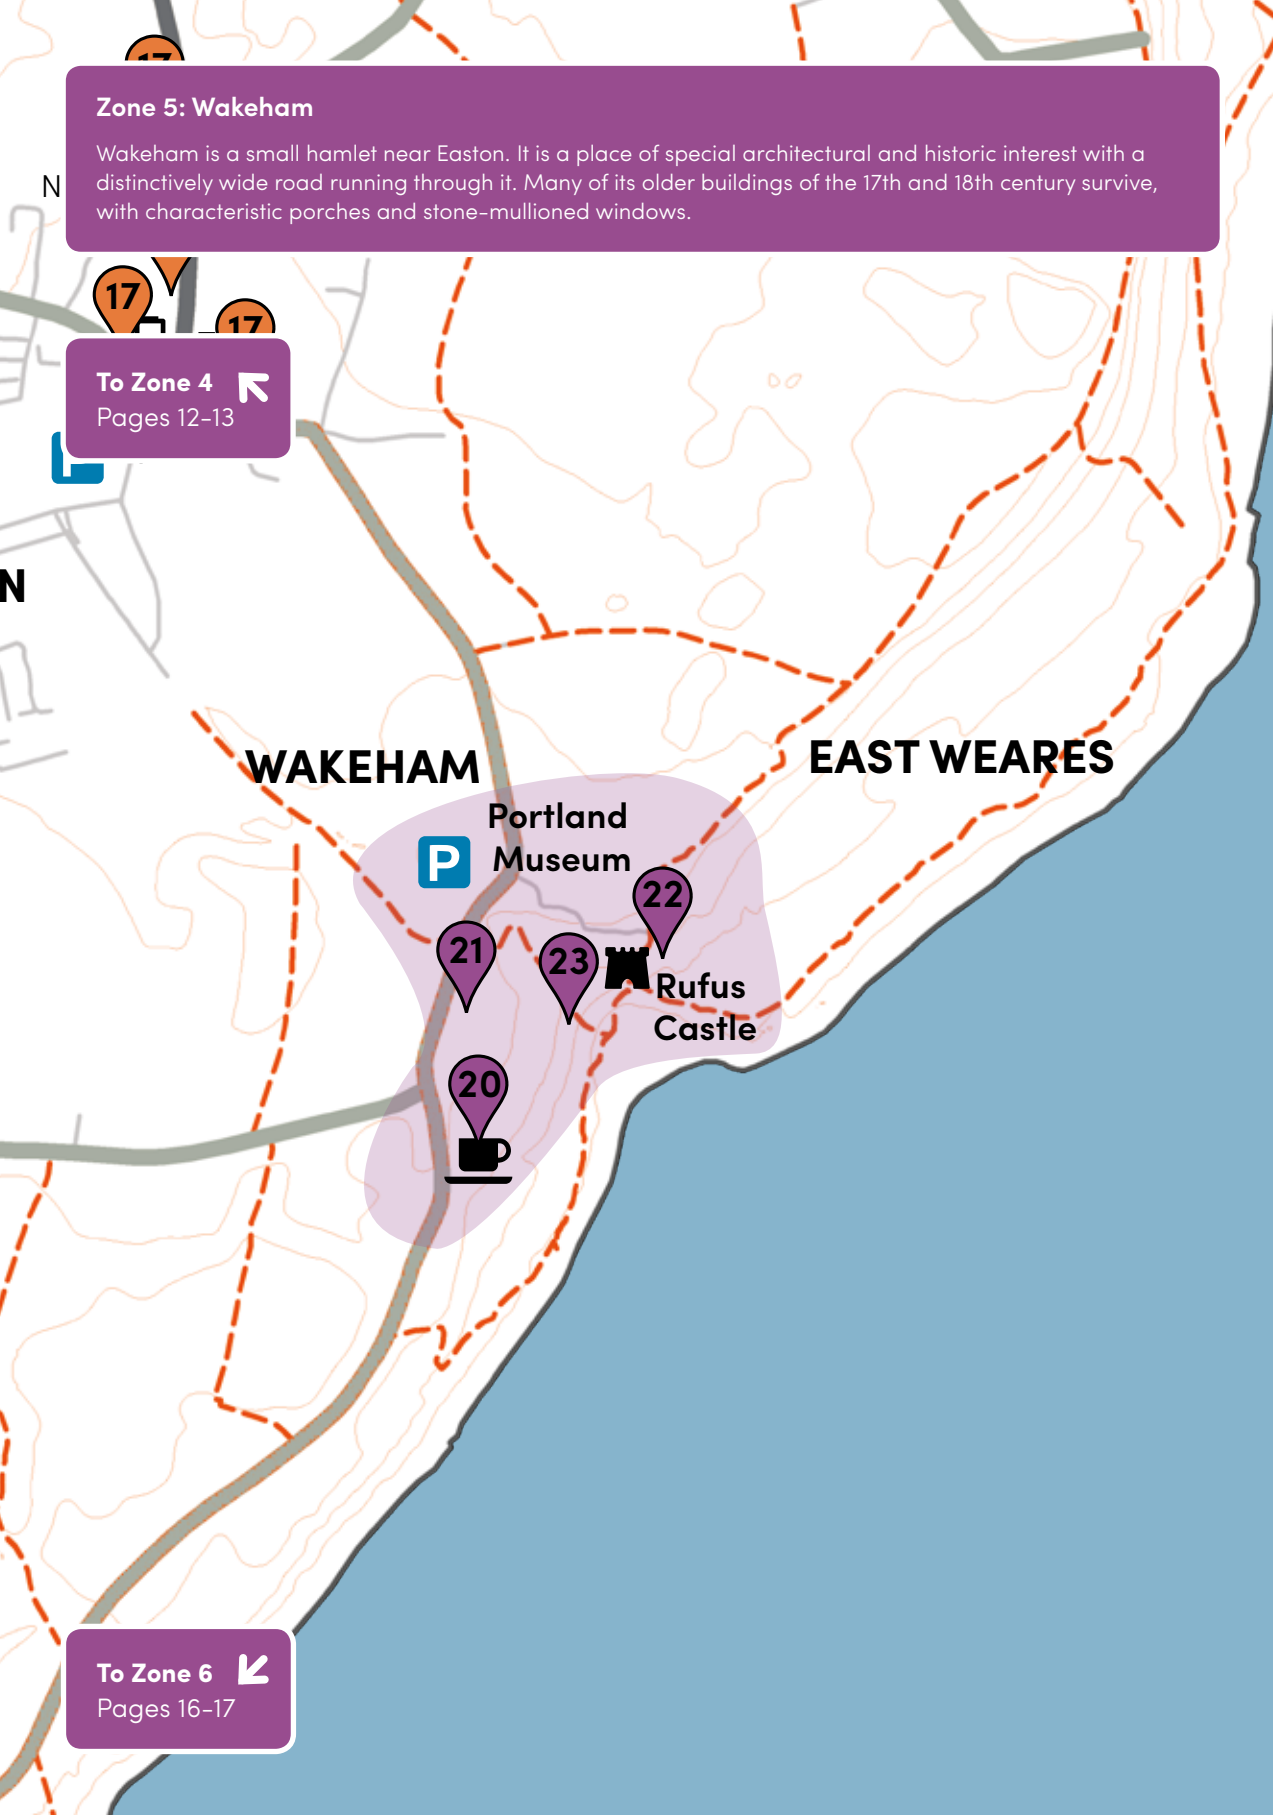 17
Zone 5: Wakeham
Wakeham is a small hamlet near Easton. It is a place of special architectural and historic interest with a
distinctively wide road running through it. Many of its older buildings of the 17th and 18th century survive,
with characteristic porches and stone-mullioned windows.
N
17
17
To Zone 4
Pages 12-13
P
N
WAKEHAM
EAST WEARES
Portland
Museum
P
22
21
23
Rufus
Castle
20
To Zone 6
Pages 16-17